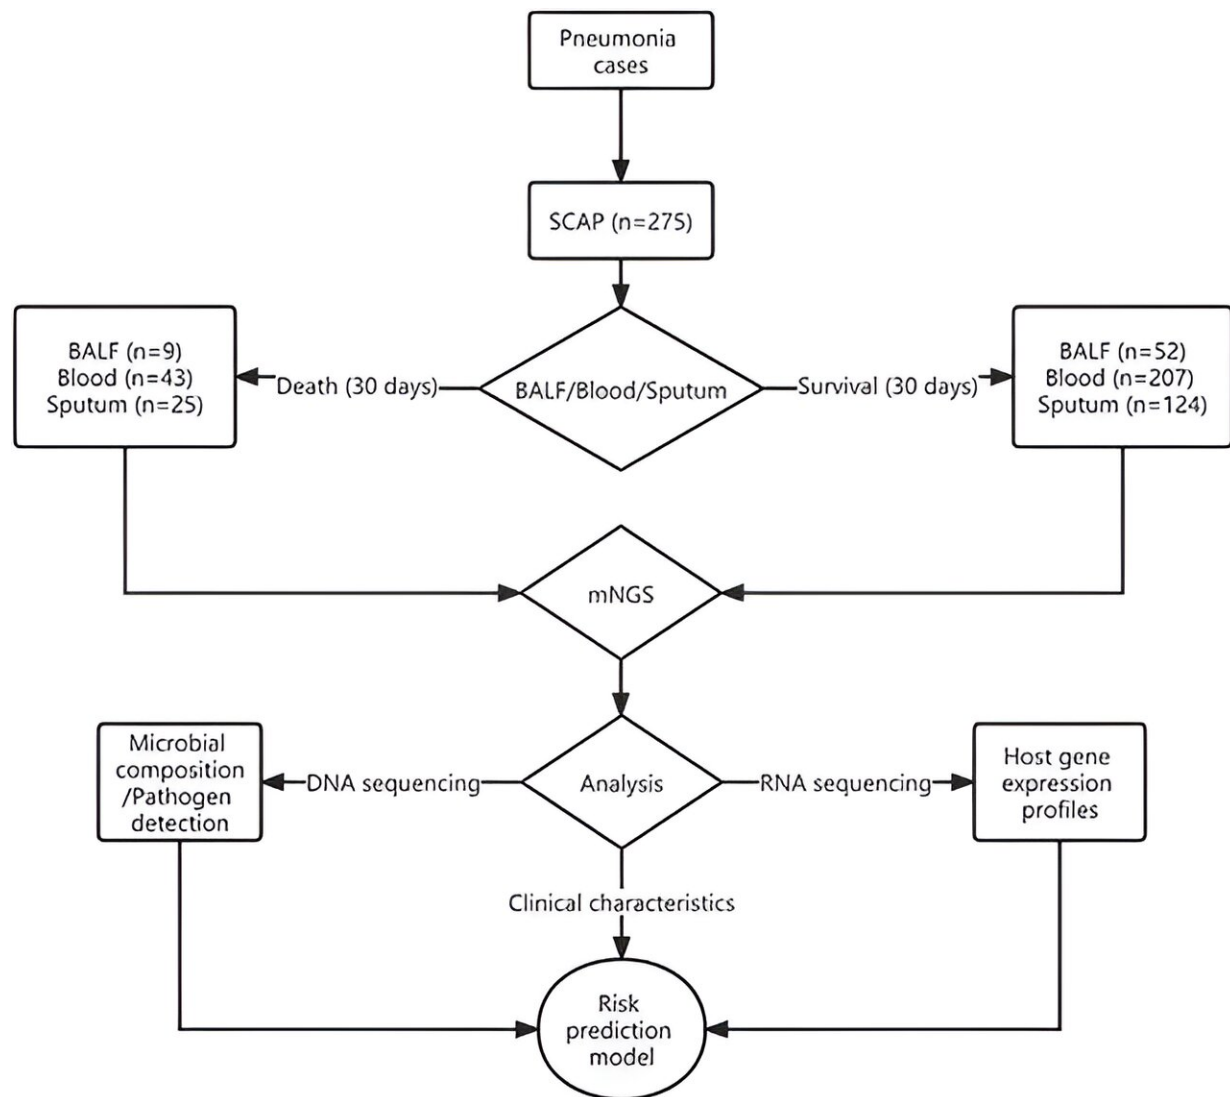 Pneumonia
cases
SCAP (n=275)
BALF (n=9)
Blood (n=43)
Sputum (n=25)
Death (30 days)
BALF/Blood/Sputum
Survival (30 days)
BALF (n=52)
Blood (n=207)
Sputum (n=124)
mNGS
Microbial
composition
/Pathogen
detection
DNA sequencing
Analysis
RNA sequencing
Host gene
expression
profiles
Clinical characteristics
Risk
prediction
model